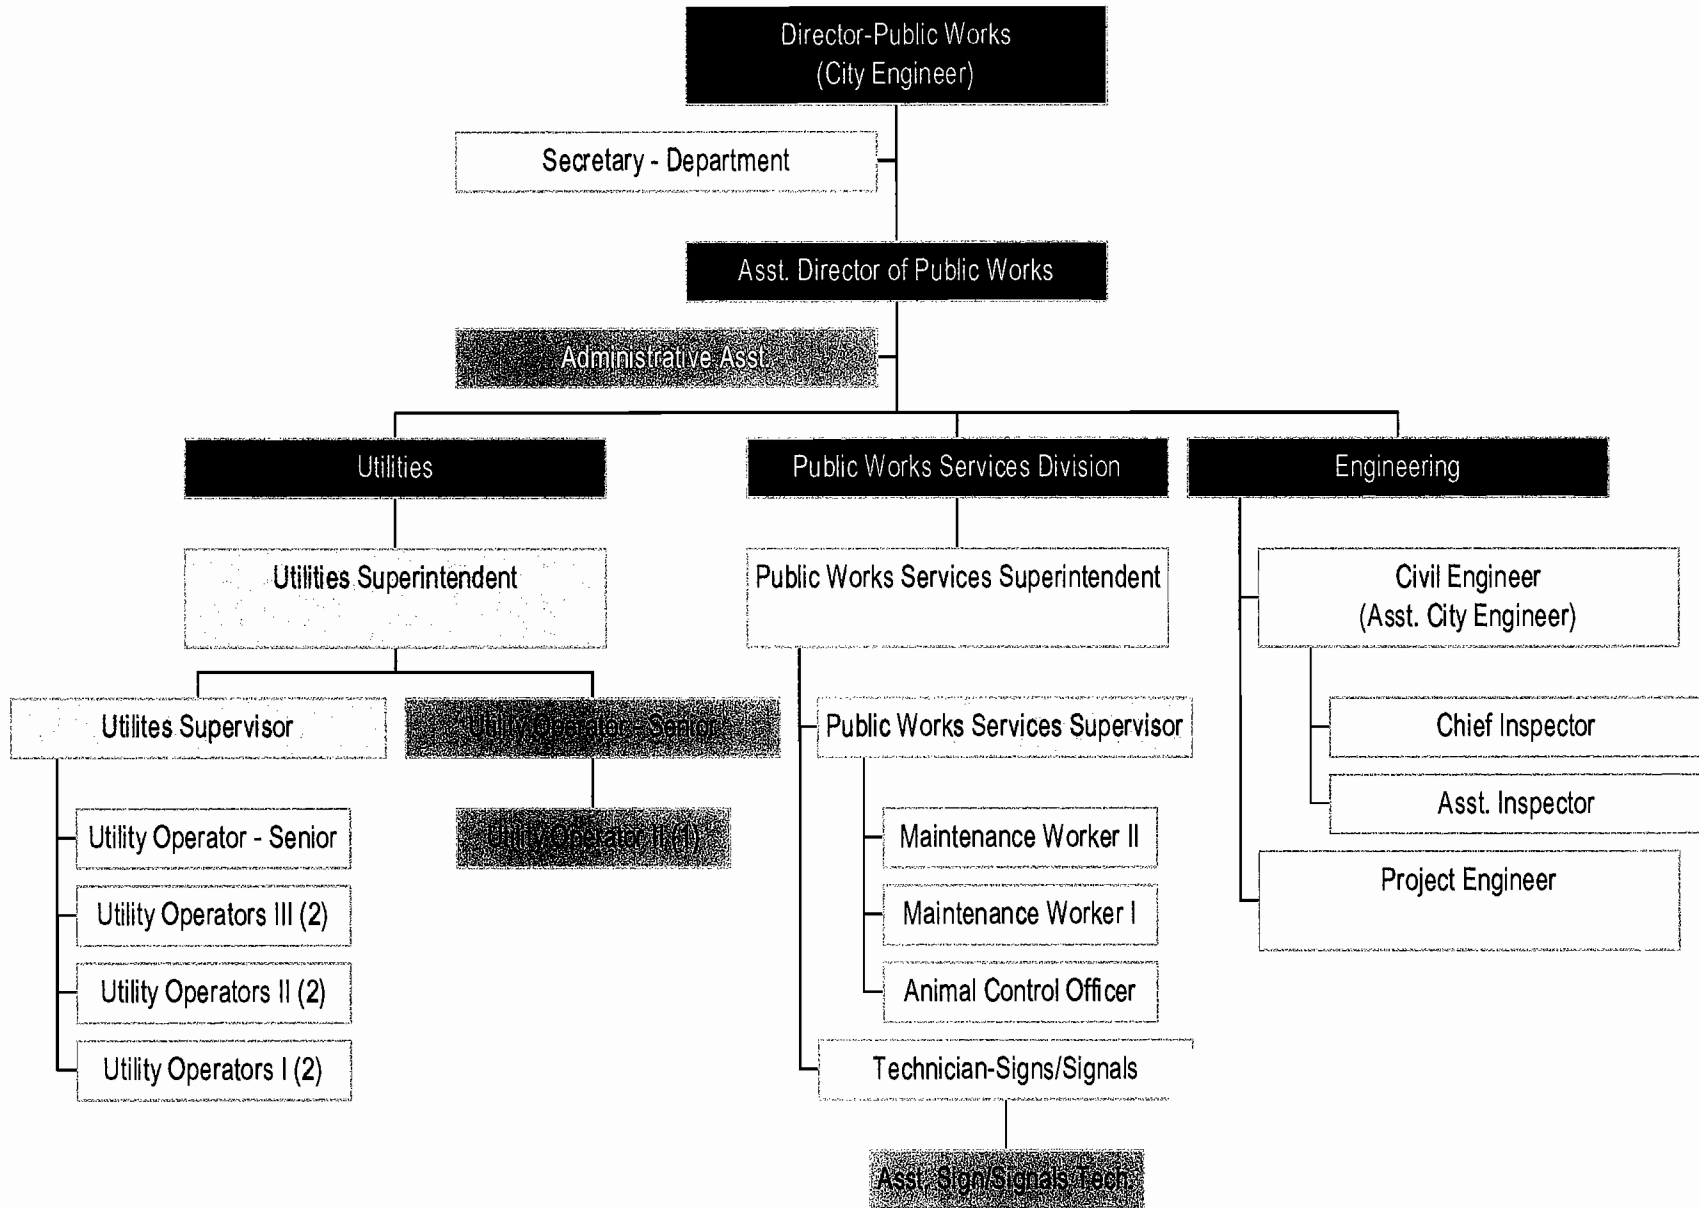 Director-Public Works
(City Engineer)
Secretary - Department
Asst. Director of Public Works
Administrative Asst.
Utilities
Public Works Services Division
Engineering
Utilities Superintendent
Public Works Services Superintendent
Civil Engineer
(Asst. City Engineer)
Utilites Supervisor
Utility Operator - Senior
Public Works Services Supervisor
Chief Inspector
Utility Operator - Senior
Utility Operator II (1)
Maintenance Worker II
Asst. Inspector
Utility Operators III (2)
Maintenance Worker I
Project Engineer
Utility Operators II (2)
Animal Control Officer
Utility Operators I (2)
Technician-Signs/Signals
Asst. Sign/Signals Tech.